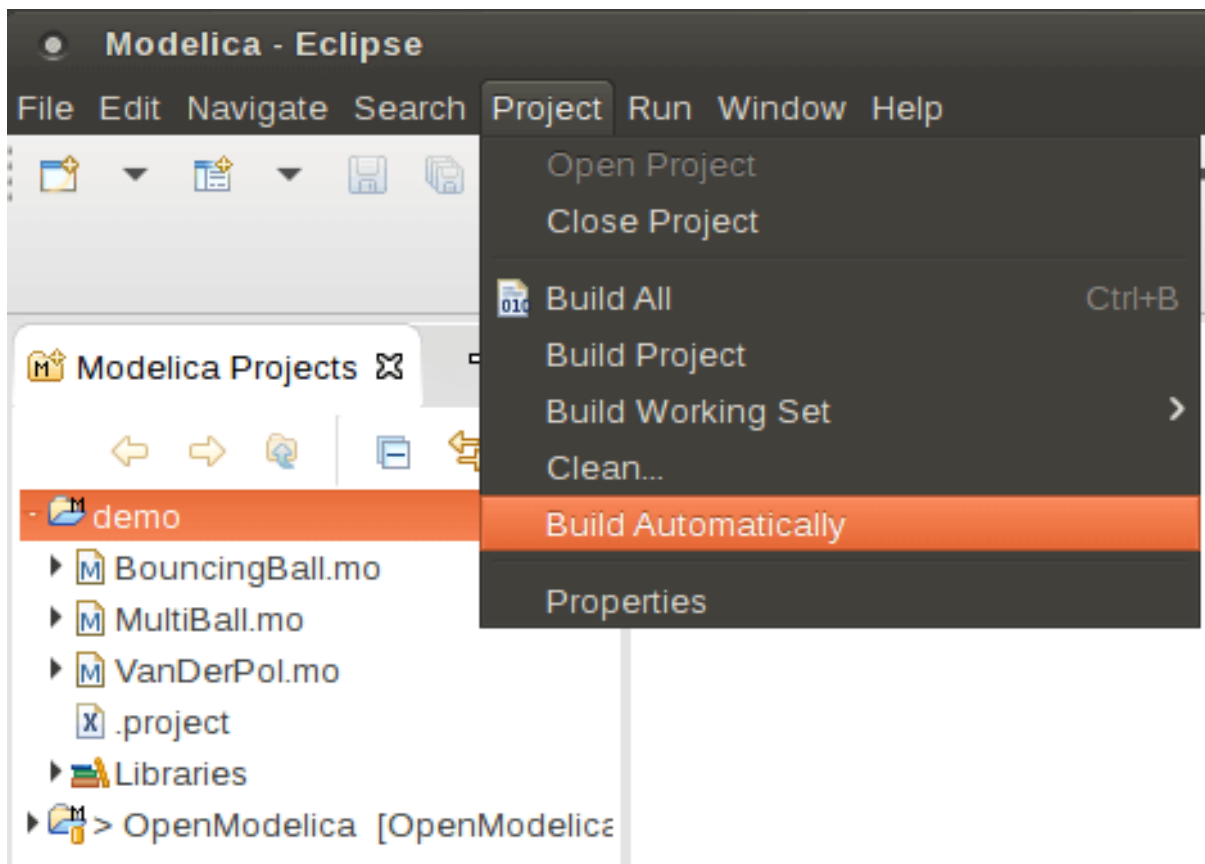 Modelica - Eclipse
File Edit Navigate Search Project Run Window Help
Open Project
Close Project
Build All Ctrl+B
Build Project
Build Working Set
Clean...
Build Automatically
Properties
Modelica Projects
demo
BouncingBall.mo
MultiBall.mo
VanDerPol.mo
.project
Libraries
> OpenModelica [OpenModelica